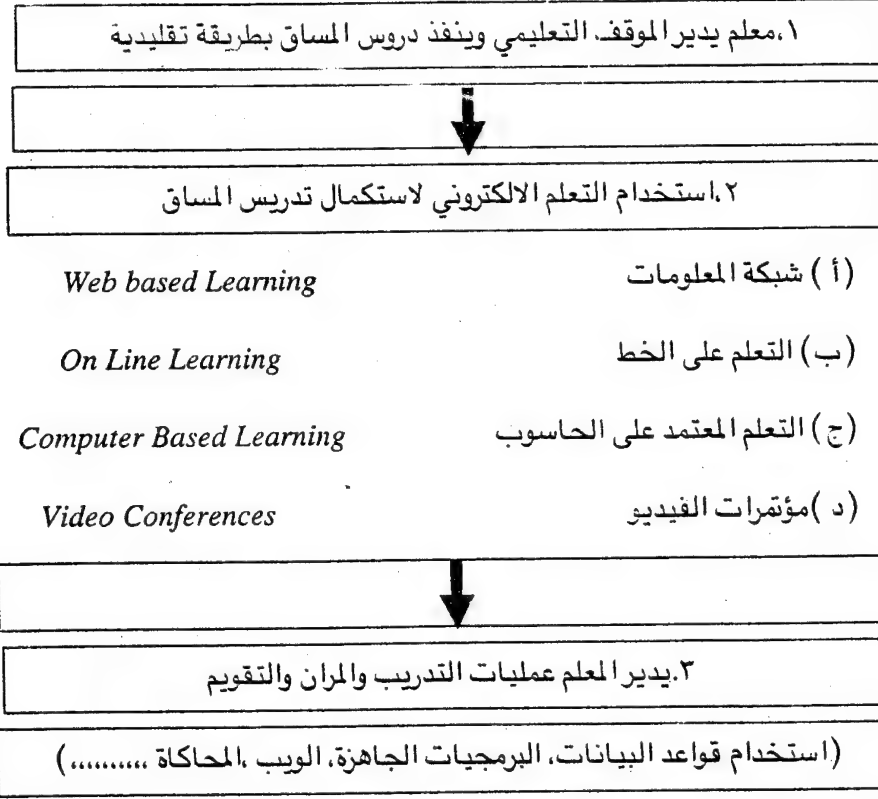 ١،معلم يدير الموقف التعليمي وينفذ دروس المساق بطريقة تقليدية
٢.استخدام التعلم الالكتروني لاستكمال تدريس المساق
(أ) شبكة المعلومات Web based Learning
(ب) التعلم على الخط On Line Learning
(ج) التعلم المعتمد على الحاسوب Computer Based Learning
(د )مؤتمرات الفيديو Video Conferences
٣.يدير المعلم عمليات التدريب والمران والتقويم
(استخدام قواعد البيانات، البرمجيات الجاهزة، الويب ،المحاكاة ،،،،،،،،،،)